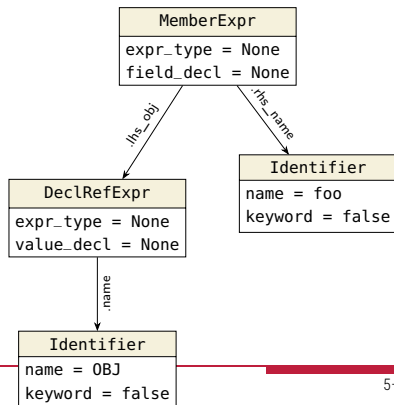 MemberExpr
expr_type = None
field_decl = None
.lhs_obj
.rhs_name
DeclRefExpr
expr_type = None
value_decl = None
Identifier
name = foo
keyword = false
.name
Identifier
name = OBJ
keyword = false
5-